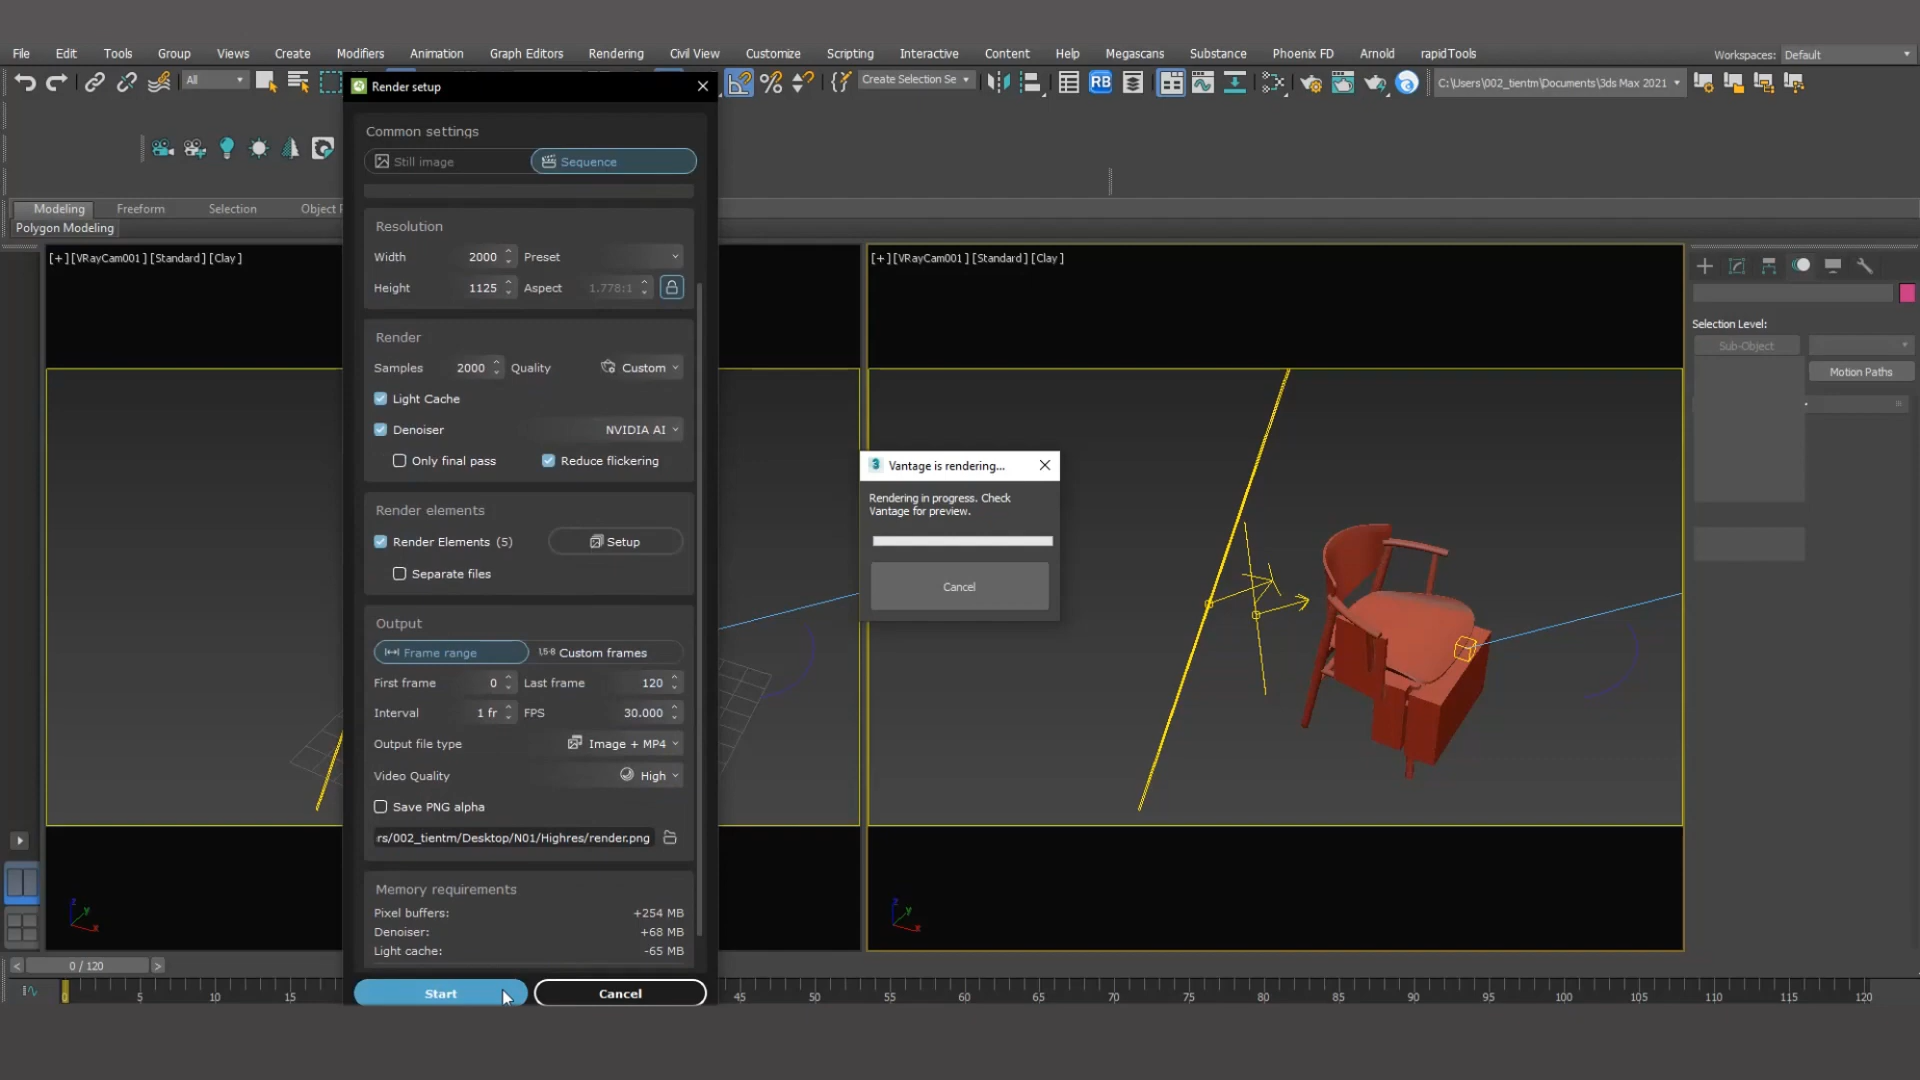 File Edit Tools Group Views Create Modifiers Animation Graph Editors Rendering Civil View Customize Scripting Interactive Content Help Megascans Substance Phoenix FD Arnold rapidTools
Workspaces: Default
All
Create Selection Se
RB
C:\Users\002_tientm\Documents\3ds Max 2021
Render setup
Common settings
Still image Sequence
Modeling Freeform Selection Object
Polygon Modeling
[+][VRayCam001][Standard][Clay]
[+][VRayCam001][Standard][Clay]
Resolution
Width 2000 Preset
Height 1125 Aspect 1.778:1
Render
Samples 2000 Quality Custom
Light Cache
Denoiser NVIDIA AI
Only final pass Reduce flickering
Render elements
Render Elements (5) Setup
Separate files
Output
Frame range 1,5-8 Custom frames
First frame 0 Last frame 120
Interval 1 fr FPS 30.000
Output file type Image + MP4
Video Quality High
Save PNG alpha
rs/002_tientm/Desktop/N01/Highres/render.png
Memory requirements
Pixel buffers: +254 MB
Denoiser: +68 MB
Light cache: -65 MB
Start Cancel
3 Vantage is rendering...
Rendering in progress. Check
Vantage for preview.
Cancel
Selection Level:
Sub-Object
Motion Paths
z y x
z y x
< 0 / 120 >
0 5 10 15 45 50 55 60 65 70 75 80 85 90 95 100 105 110 115 120